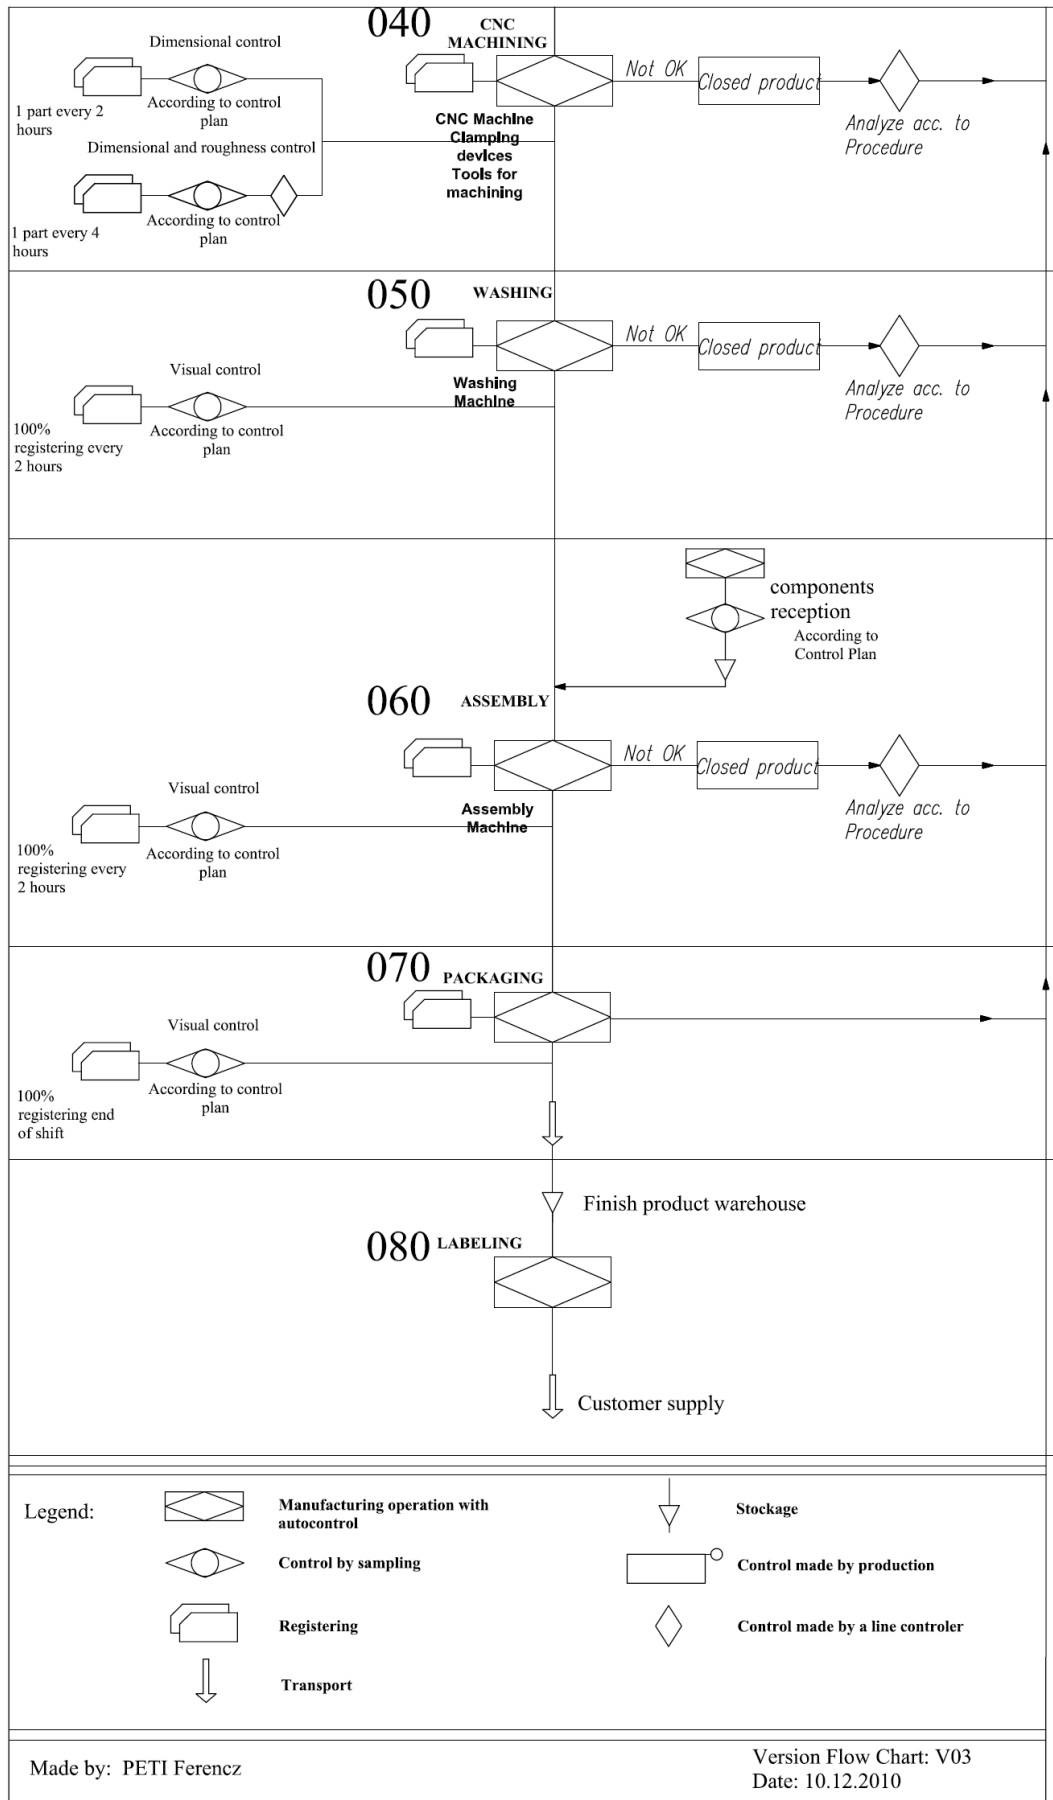 040
CNC
MACHINING
Dimensional control
1 part every 2
hours
According to control
plan
Dimensional and roughness control
1 part every 4
hours
According to control
plan
CNC Machine
Clamping
devices
Tools for
machining
Not OK
Closed product
Analyze acc. to
Procedure
050
WASHING
Visual control
100%
registering every
2 hours
According to control
plan
Washing
Machine
Not OK
Closed product
Analyze acc. to
Procedure
components
reception
According to
Control Plan
060
ASSEMBLY
Visual control
100%
registering every
2 hours
According to control
plan
Assembly
Machine
Not OK
Closed product
Analyze acc. to
Procedure
070
PACKAGING
Visual control
100%
registering end
of shift
According to control
plan
Finish product warehouse
080
LABELING
Customer supply
Legend:
Manufacturing operation with
autocontrol
Control by sampling
Registering
Transport
Stockage
Control made by production
Control made by a line controler
Made by: PETI Ferencz
Version Flow Chart: V03
Date: 10.12.2010